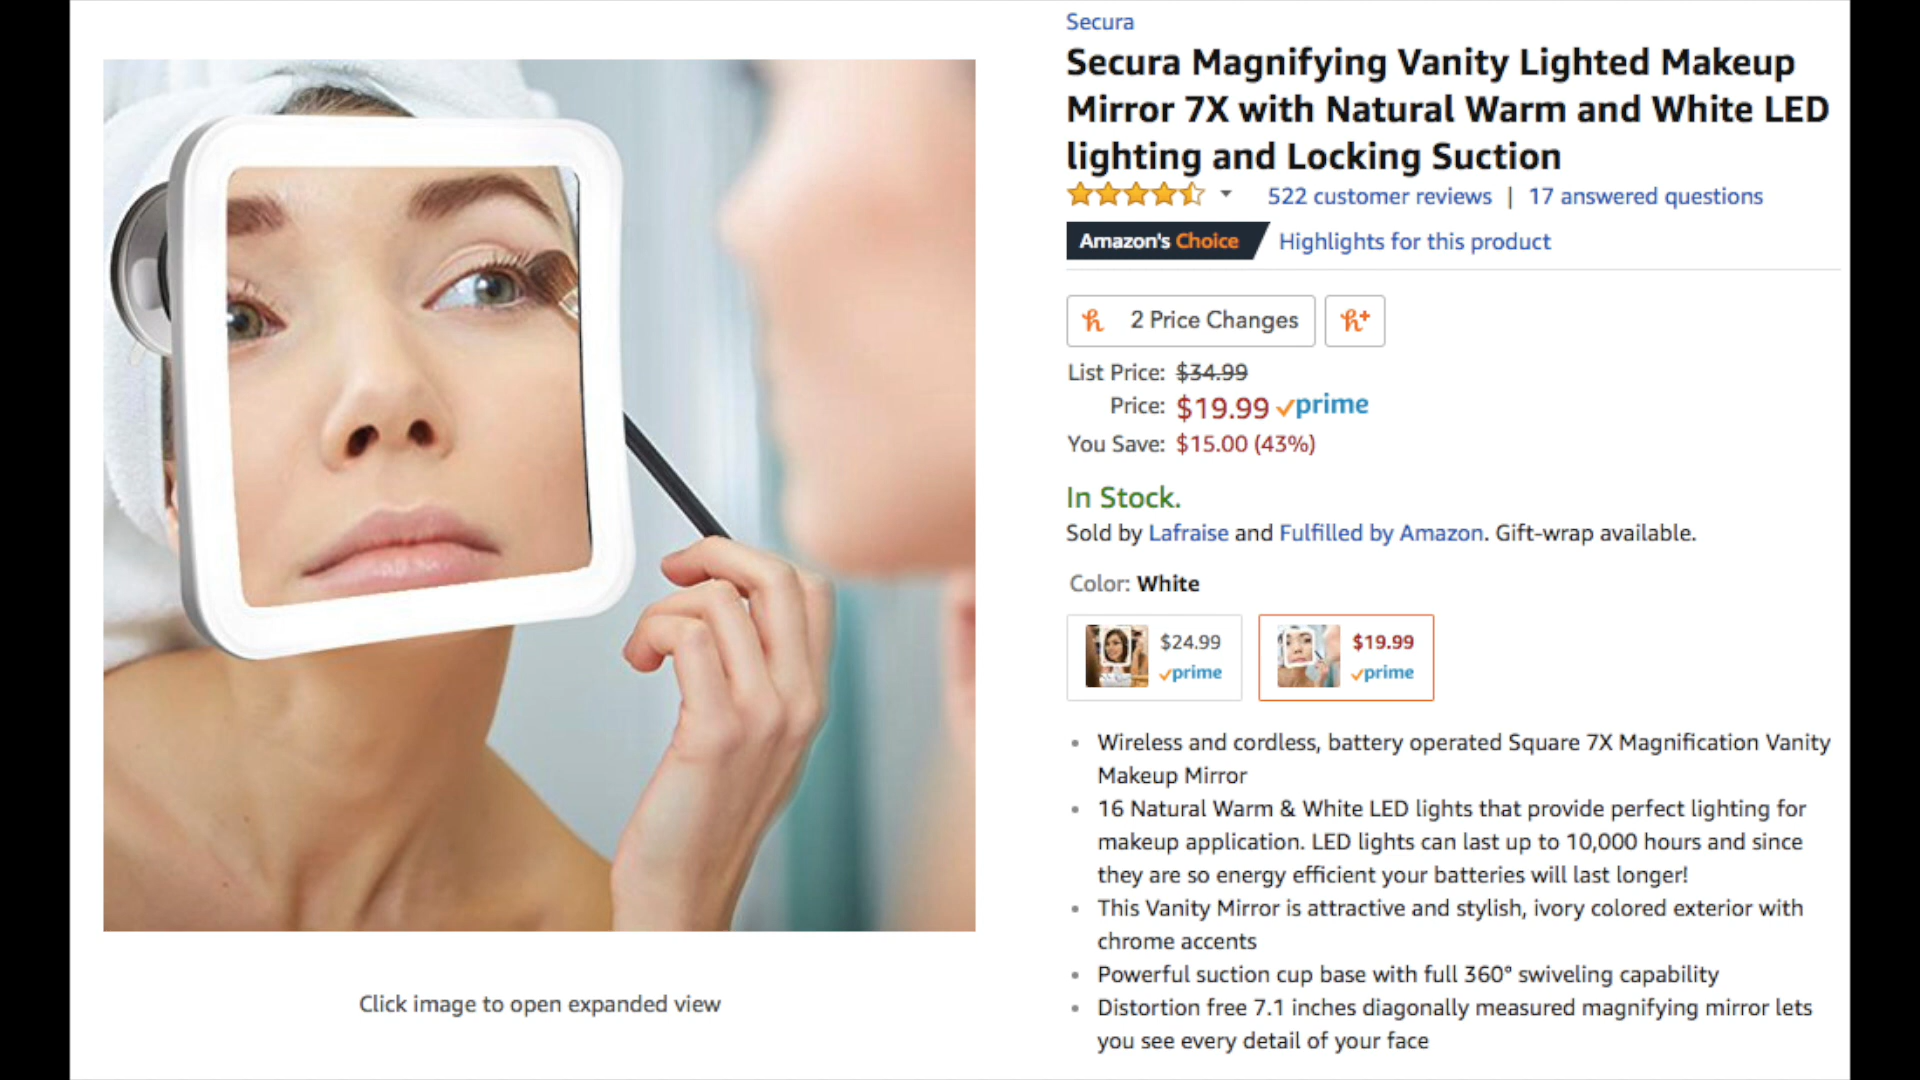 Secura
Secura Magnifying Vanity Lighted Makeup
Mirror 7X with Natural Warm and White LED
lighting and Locking Suction
522 customer reviews | 17 answered questions
Amazon's Choice Highlights for this product
2 Price Changes
List Price: $34.99
Price: $19.99 prime
You Save: $15.00 (43%)
In Stock.
Sold by Lafraise and Fulfilled by Amazon. Gift-wrap available.
Color: White
$24.99 $19.99
prime prime
• Wireless and cordless, battery operated Square 7X Magnification Vanity
Makeup Mirror
• 16 Natural Warm & White LED lights that provide perfect lighting for
makeup application. LED lights can last up to 10,000 hours and since
they are so energy efficient your batteries will last longer!
• This Vanity Mirror is attractive and stylish, ivory colored exterior with
chrome accents
• Powerful suction cup base with full 360° swiveling capability
• Distortion free 7.1 inches diagonally measured magnifying mirror lets
you see every detail of your face
Click image to open expanded view